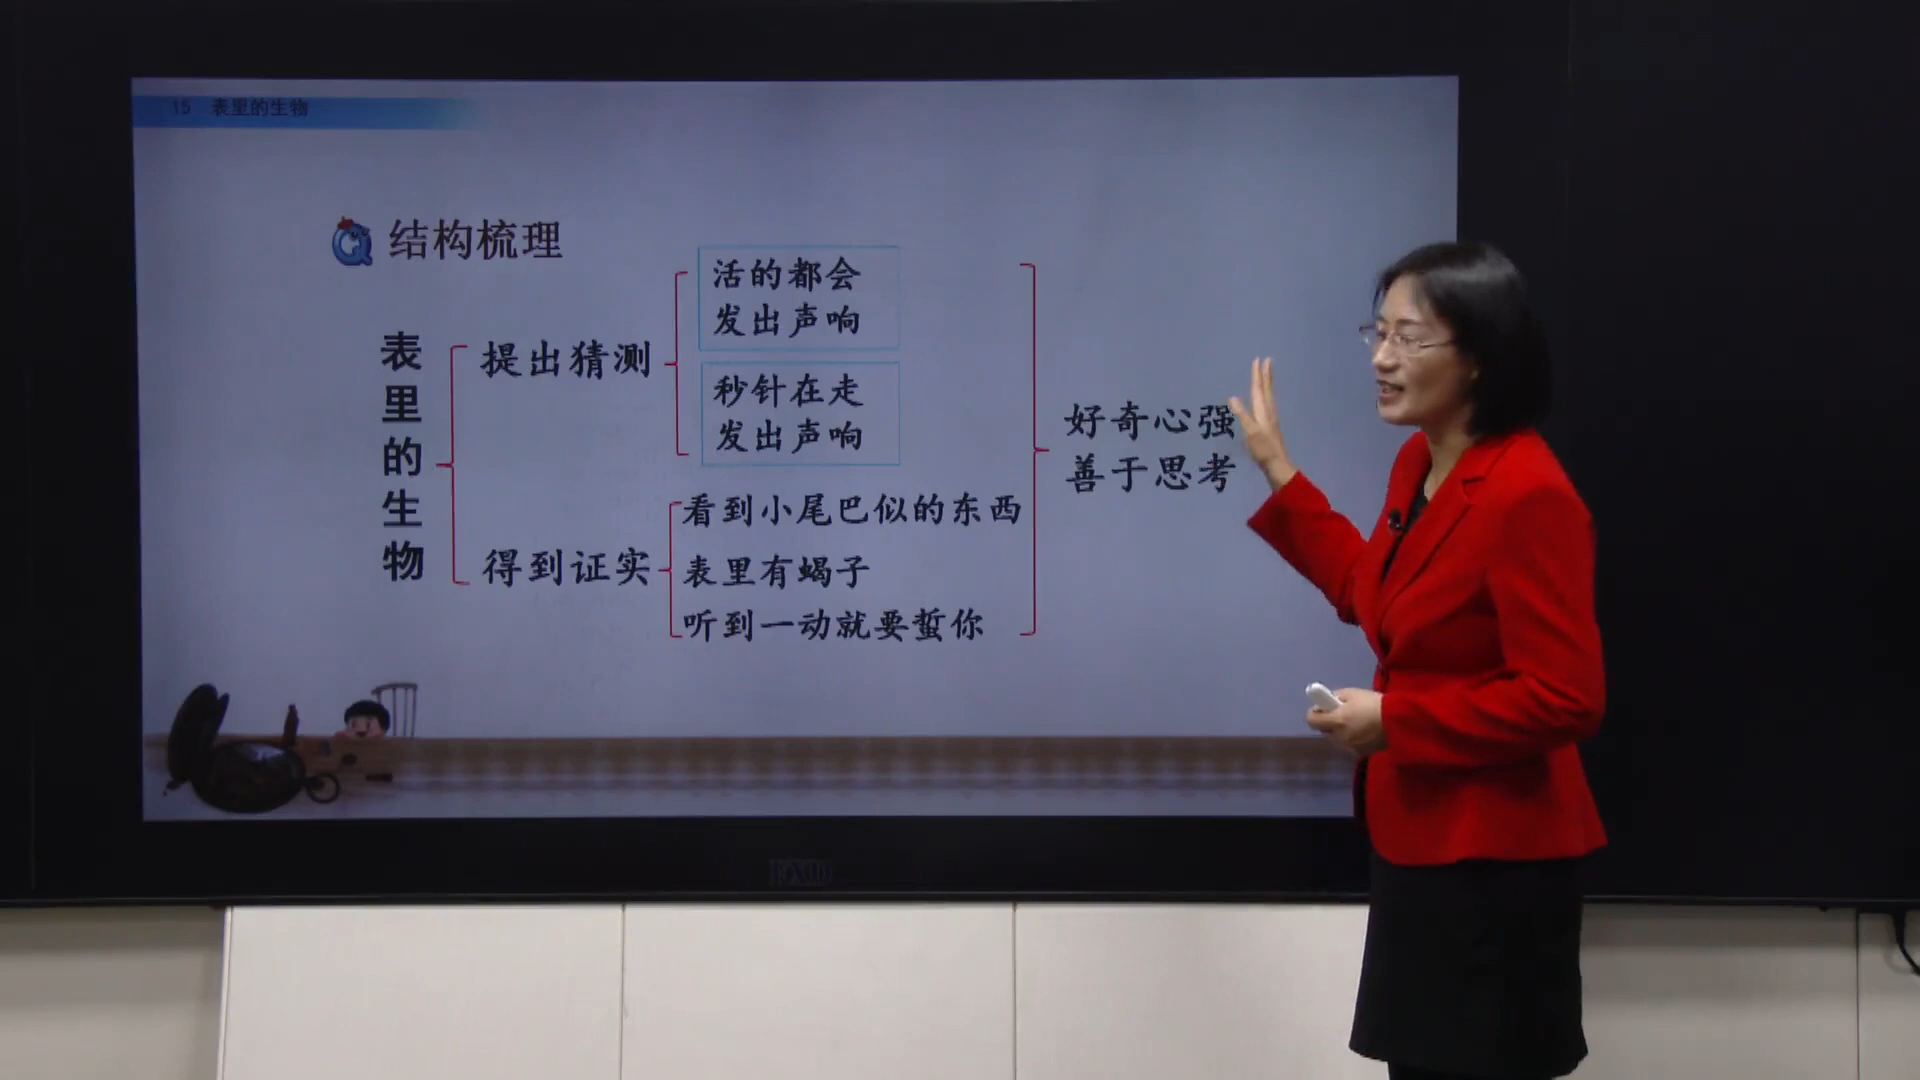 15 表里的生物
结构梳理
表里的生物
提出猜测
活的都会
发出声响
秒针在走
发出声响
得到证实
看到小尾巴似的东西
表里有蝎子
听到一动就要蜇你
好奇心强
善于思考